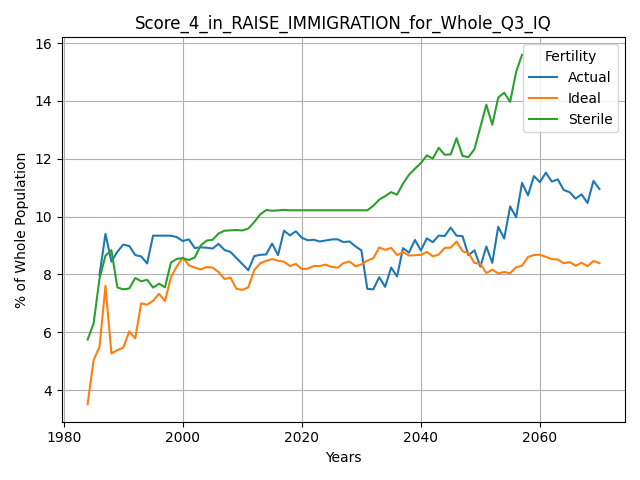 Score_4_in_RAISE_IMMIGRATION_for_Whole_Q3_IQ
Fertility
Actual
Ideal
Sterile
% of Whole Population
16
14
12
10
8
6
4
1980
2000
2020
2040
2060
Years